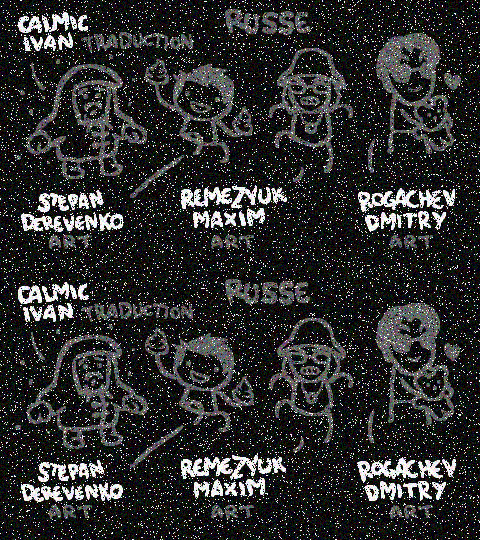 RUSSE
CALMIC
IVAN TRADUCTION
STEPAN
DEREVENKO
ART
REMEZYUK
MAXIM
ART
ROGACHEV
DMITRY
ART
RUSSE
CALMIC
IVAN TRADUCTION
STEPAN
DEREVENKO
ART
REMEZYUK
MAXIM
ART
ROGACHEV
DMITRY
ART